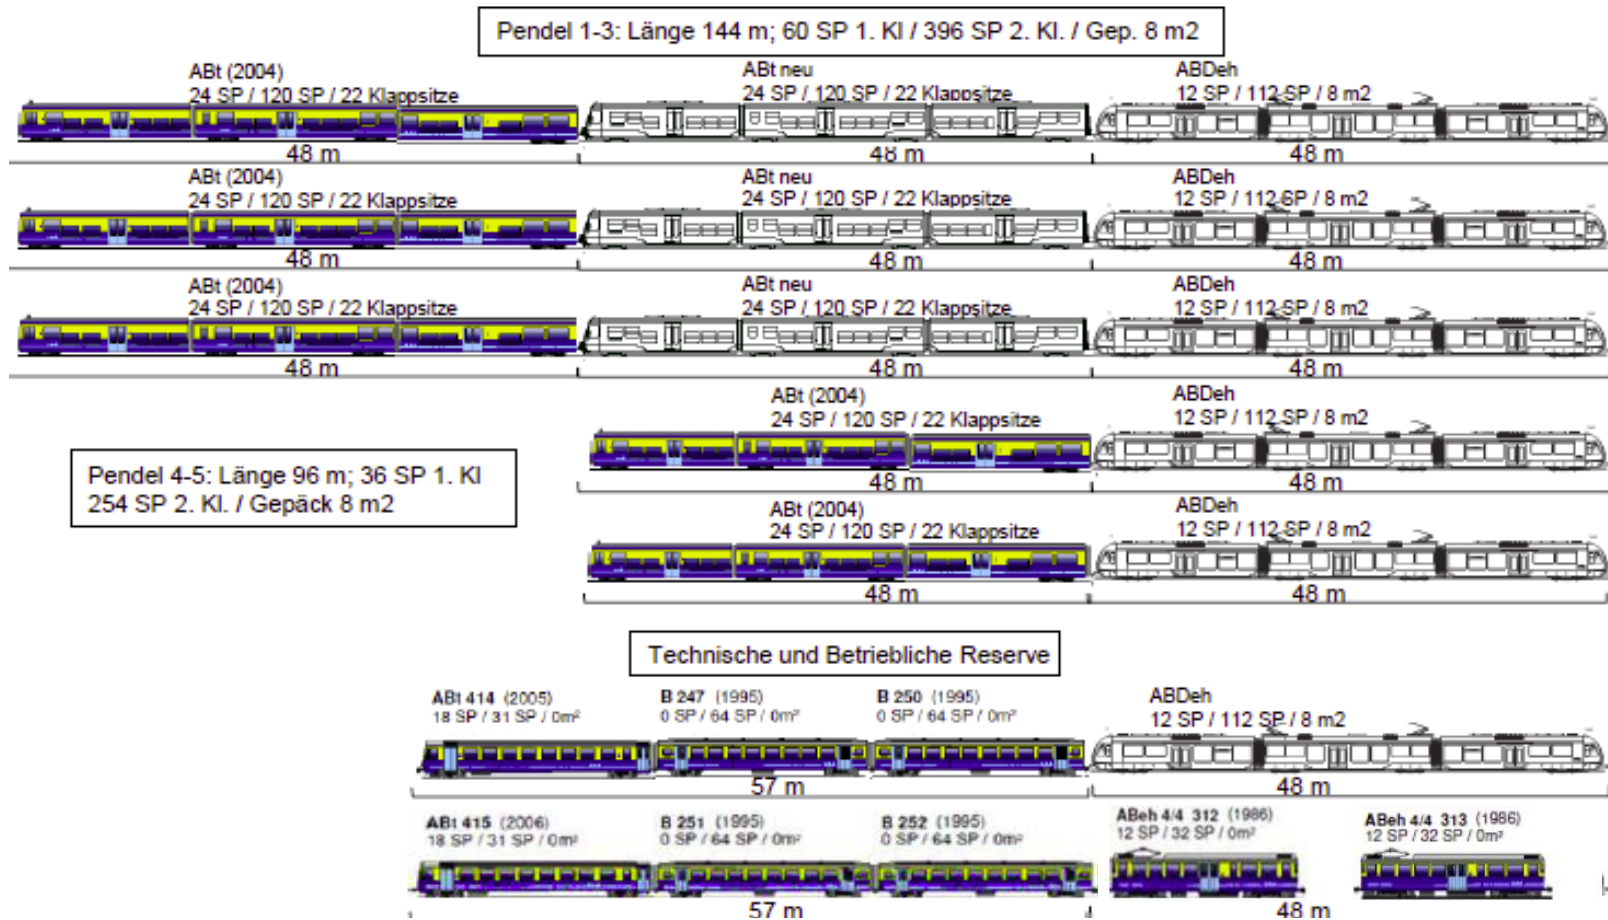 Pendel 1-3: Länge 144 m; 60 SP 1. Kl / 396 SP 2. Kl. / Gep. 8 m2
ABt (2004)
24 SP / 120 SP / 22 Klappsitze
48 m
ABt neu
24 SP / 120 SP / 22 Klappsitze
48 m
ABDeh
12 SP / 112 SP / 8 m2
48 m
ABt (2004)
24 SP / 120 SP / 22 Klappsitze
48 m
ABt neu
24 SP / 120 SP / 22 Klappsitze
48 m
ABDeh
12 SP / 112 SP / 8 m2
48 m
ABt (2004)
24 SP / 120 SP / 22 Klappsitze
48 m
ABt neu
24 SP / 120 SP / 22 Klappsitze
48 m
ABDeh
12 SP / 112 SP / 8 m2
48 m
Pendel 4-5: Länge 96 m; 36 SP 1. Kl
254 SP 2. Kl. / Gepäck 8 m2
ABt (2004)
24 SP / 120 SP / 22 Klappsitze
48 m
ABDeh
12 SP / 112 SP / 8 m2
48 m
ABt (2004)
24 SP / 120 SP / 22 Klappsitze
48 m
ABDeh
12 SP / 112 SP / 8 m2
48 m
Technische und Betriebliche Reserve
ABt 414 (2005)
18 SP / 31 SP / 0m²
B 247 (1995)
0 SP / 64 SP / 0m²
B 250 (1995)
0 SP / 64 SP / 0m²
57 m
ABDeh
12 SP / 112 SP / 8 m2
48 m
ABt 415 (2006)
18 SP / 31 SP / 0m²
B 251 (1995)
0 SP / 64 SP / 0m²
B 252 (1995)
0 SP / 64 SP / 0m²
57 m
ABeh 4/4 312 (1986)
12 SP / 32 SP / 0m²
ABeh 4/4 313 (1986)
12 SP / 32 SP / 0m²
48 m